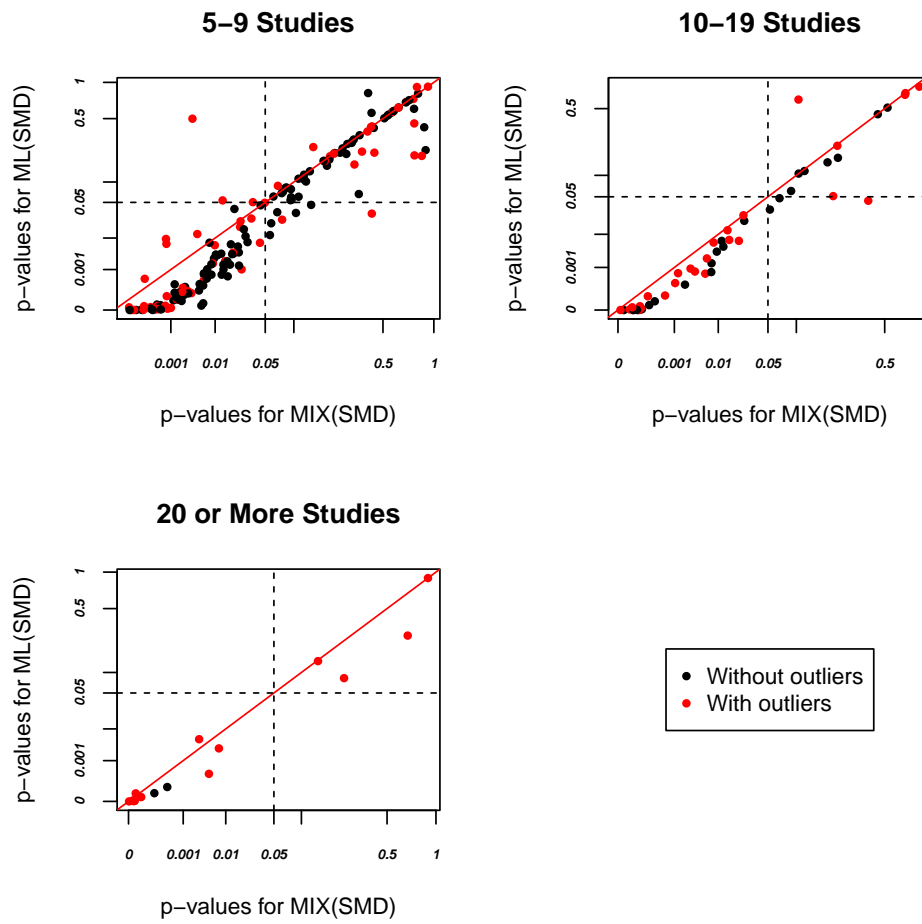 5–9 Studies
p–values for ML(SMD)
1
0.5
0.05
0.001
0
0.001 0.01 0.05 0.5 1
p–values for MIX(SMD)
10–19 Studies
p–values for ML(SMD)
0.5
0.05
0.001
0
0 0.001 0.01 0.05 0.5
p–values for MIX(SMD)
20 or More Studies
p–values for ML(SMD)
1
0.5
0.05
0.001
0
0 0.001 0.01 0.05 0.5 1
p–values for MIX(SMD)
Without outliers
With outliers